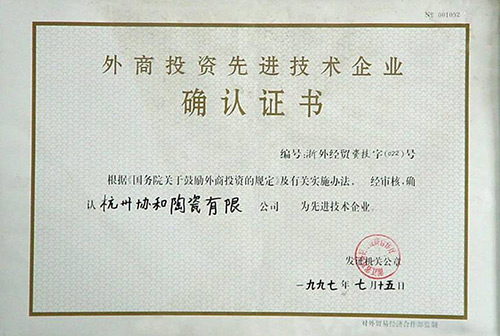 № 001092
外商投资先进技术企业
确认证书
编号:浙外经贸资技字(022)号
根据《国务院关于鼓励外商投资的规定》及有关实施办法,经审核,确
认 杭州协和陶瓷有限 公司 为先进技术企业。
发证机关公章
一九九七年七月十五日
对外贸易经济合作部监制